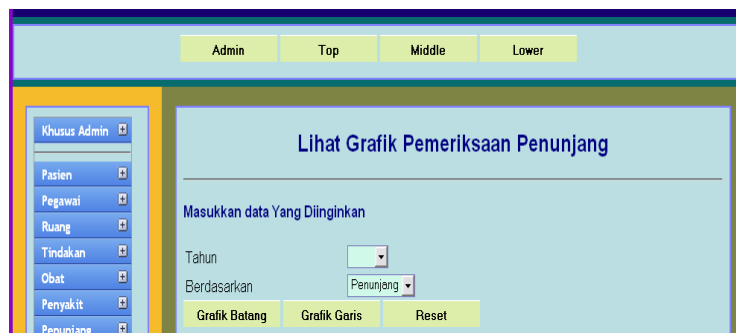 Admin Top Middle Lower
Khusus Admin
Pasien
Pegawai
Ruang
Tindakan
Obat
Penyakit
Penunjang
Lihat Grafik Pemeriksaan Penunjang
Masukkan data Yang Diinginkan
Tahun
Berdasarkan Penunjang
Grafik Batang Grafik Garis Reset